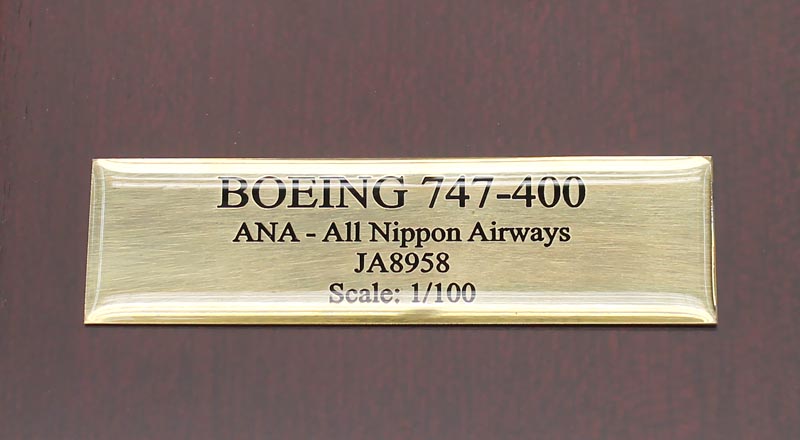 BOEING 747-400
ANA - All Nippon Airways
JA8958
Scale: 1/100